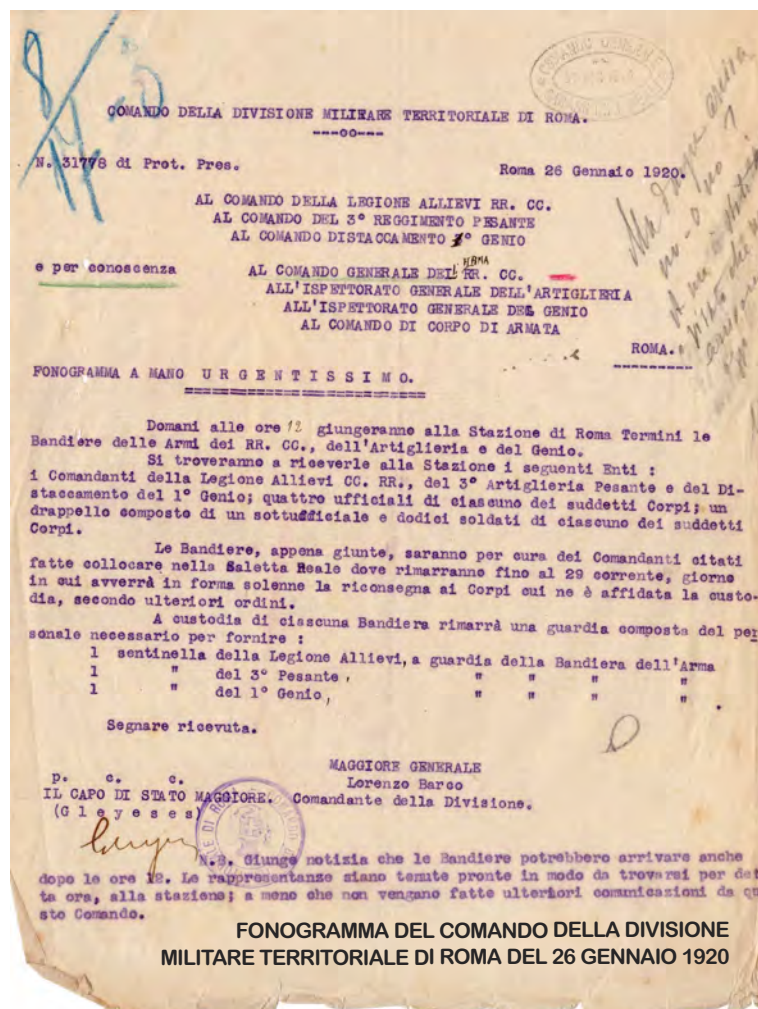 COMANDO DELLA DIVISIONE MILITARE TERRITORIALE DI ROMA.
---oo---
N. 31778 di Prot. Pres. Roma 26 Gennaio 1920.
AL COMANDO DELLA LEGIONE ALLIEVI RR. CC.
AL COMANDO DEL 3° REGGIMENTO PESANTE
AL COMANDO DISTACCAMENTO 1° GENIO
e per conoscenza AL COMANDO GENERALE DELL'ARMA RR. CC.
ALL'ISPETTORATO GENERALE DELL'ARTIGLIERIA
ALL'ISPETTORATO GENERALE DEL GENIO
AL COMANDO DI CORPO DI ARMATA
ROMA.
FONOGRAMMA A MANO U R G E N T I S S I M O.
Domani alle ore 12 giungeranno alla Stazione di Roma Termini le
Bandiere delle Armi dei RR. CC., dell'Artiglieria e del Genio.
Si troveranno a riceverle alla Stazione i seguenti Enti :
i Comandanti della Legione Allievi CC. RR., del 3° Artiglieria Pesante e del Di-
staccamento del 1° Genio; quattro ufficiali di ciascuno dei suddetti Corpi; un
drappello composto di un sottufficiale e dodici soldati di ciascuno dei suddetti
Corpi.
Le Bandiere, appena giunte, saranno per cura dei Comandanti citati
fatte collocare nella Saletta Reale dove rimarranno fino al 29 corrente, giorno
in cui avverrà in forma solenne la riconsegna ai Corpi cui ne è affidata la custo-
dia, secondo ulteriori ordini.
A custodia di ciascuna Bandiera rimarrà una guardia composta del per
sonale necessario per fornire :
1 sentinella della Legione Allievi, a guardia della Bandiera dell'Arma
1 " del 3° Pesante, " " " "
1 " del 1° Genio, " " " " .
Segnare ricevuta.
MAGGIORE GENERALE
p. c. c. Lorenzo Barco
IL CAPO DI STATO MAGGIORE. Comandante della Divisione.
(G l e y e s e s)
N.B. Giunge notizia che le Bandiere potrebbero arrivare anche
dopo le ore 12. Le rappresentanze siano tenute pronte in modo da trovarsi per det
ta ora, alla stazione; a meno che non vengano fatte ulteriori comunicazioni da qu
sto Comando.
FONOGRAMMA DEL COMANDO DELLA DIVISIONE
MILITARE TERRITORIALE DI ROMA DEL 26 GENNAIO 1920